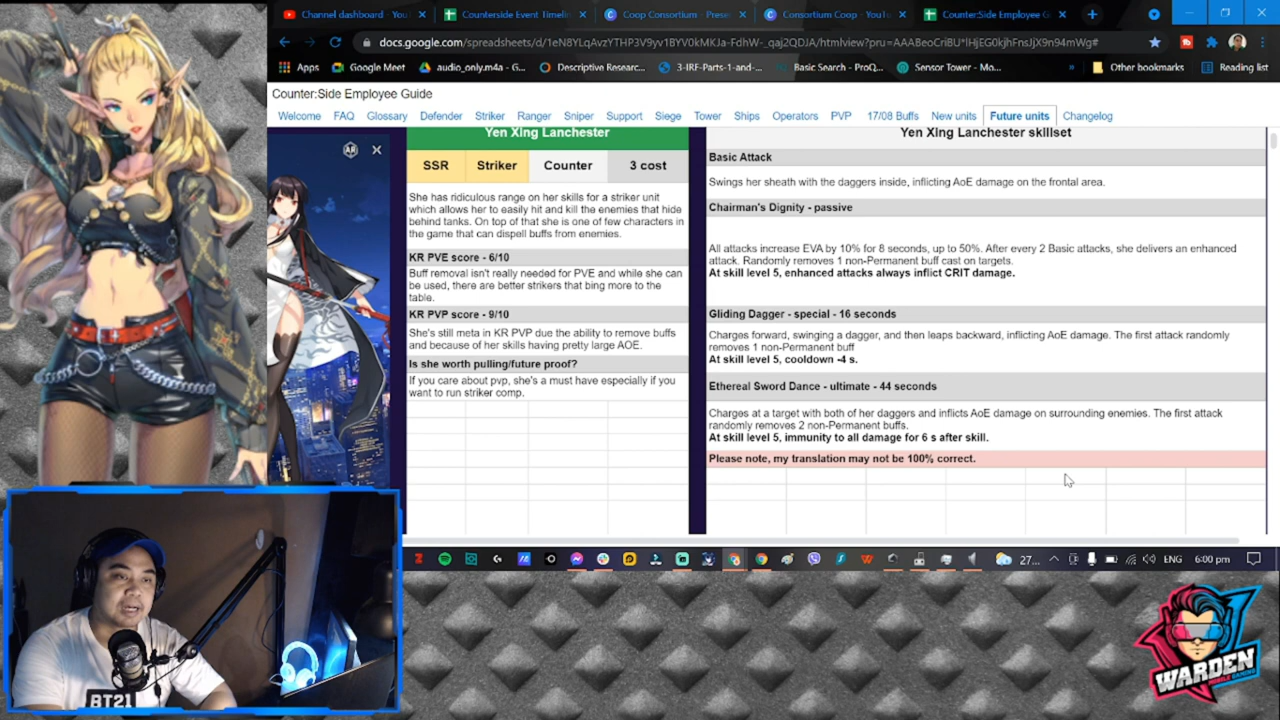 Channel dashboard - You
Counterside Event Timelin
Coop Consortium - Prese
Consortium Coop - YouT
Counter:Side Employee G
docs.google.com/spreadsheets/d/1eN8YLqAvzYTHP3V9yv1BYV0kMKJa-FdhW-_qaj2QDJA/htmlview?pru=AAABeoCriBU*lHjEG0kjhFnsJjX9n94mWg#
Apps
Google Meet
audio_only.m4a - G...
Descriptive Researc...
3-IRF-Parts-1-and-...
Basic Search - ProQ...
Sensor Tower - Mo...
Other bookmarks
Reading list
Counter:Side Employee Guide
Welcome FAQ Glossary Defender Striker Ranger Sniper Support Siege Tower Ships Operators PVP 17/08 Buffs New units Future units Changelog
Yen Xing Lanchester
SSR Striker Counter 3 cost
She has ridiculous range on her skills for a striker unit
which allows her to easily hit and kill the enemies that hide
behind tanks. On top of that she is one of few characters in
the game that can dispell buffs from enemies.
KR PVE score - 6/10
Buff removal isn't really needed for PVE and while she can
be used, there are better strikers that bing more to the
table.
KR PVP score - 9/10
She's still meta in KR PVP due the ability to remove buffs
and because of her skills having pretty large AOE.
Is she worth pulling/future proof?
If you care about pvp, she's a must have especially if you
want to run striker comp.
Yen Xing Lanchester skillset
Basic Attack
Swings her sheath with the daggers inside, inflicting AoE damage on the frontal area.
Chairman's Dignity - passive
All attacks increase EVA by 10% for 8 seconds, up to 50%. After every 2 Basic attacks, she delivers an enhanced
attack. Randomly removes 1 non-Permanent buff cast on targets.
At skill level 5, enhanced attacks always inflict CRIT damage.
Gliding Dagger - special - 16 seconds
Charges forward, swinging a dagger, and then leaps backward, inflicting AoE damage. The first attack randomly
removes 1 non-Permanent buff
At skill level 5, cooldown -4 s.
Ethereal Sword Dance - ultimate - 44 seconds
Charges at a target with both of her daggers and inflicts AoE damage on surrounding enemies. The first attack
randomly removes 2 non-Permanent buffs.
At skill level 5, immunity to all damage for 6 s after skill.
Please note, my translation may not be 100% correct.
27...
ENG
6:00 pm
BT21
WARDEN
MOBILE GAMING